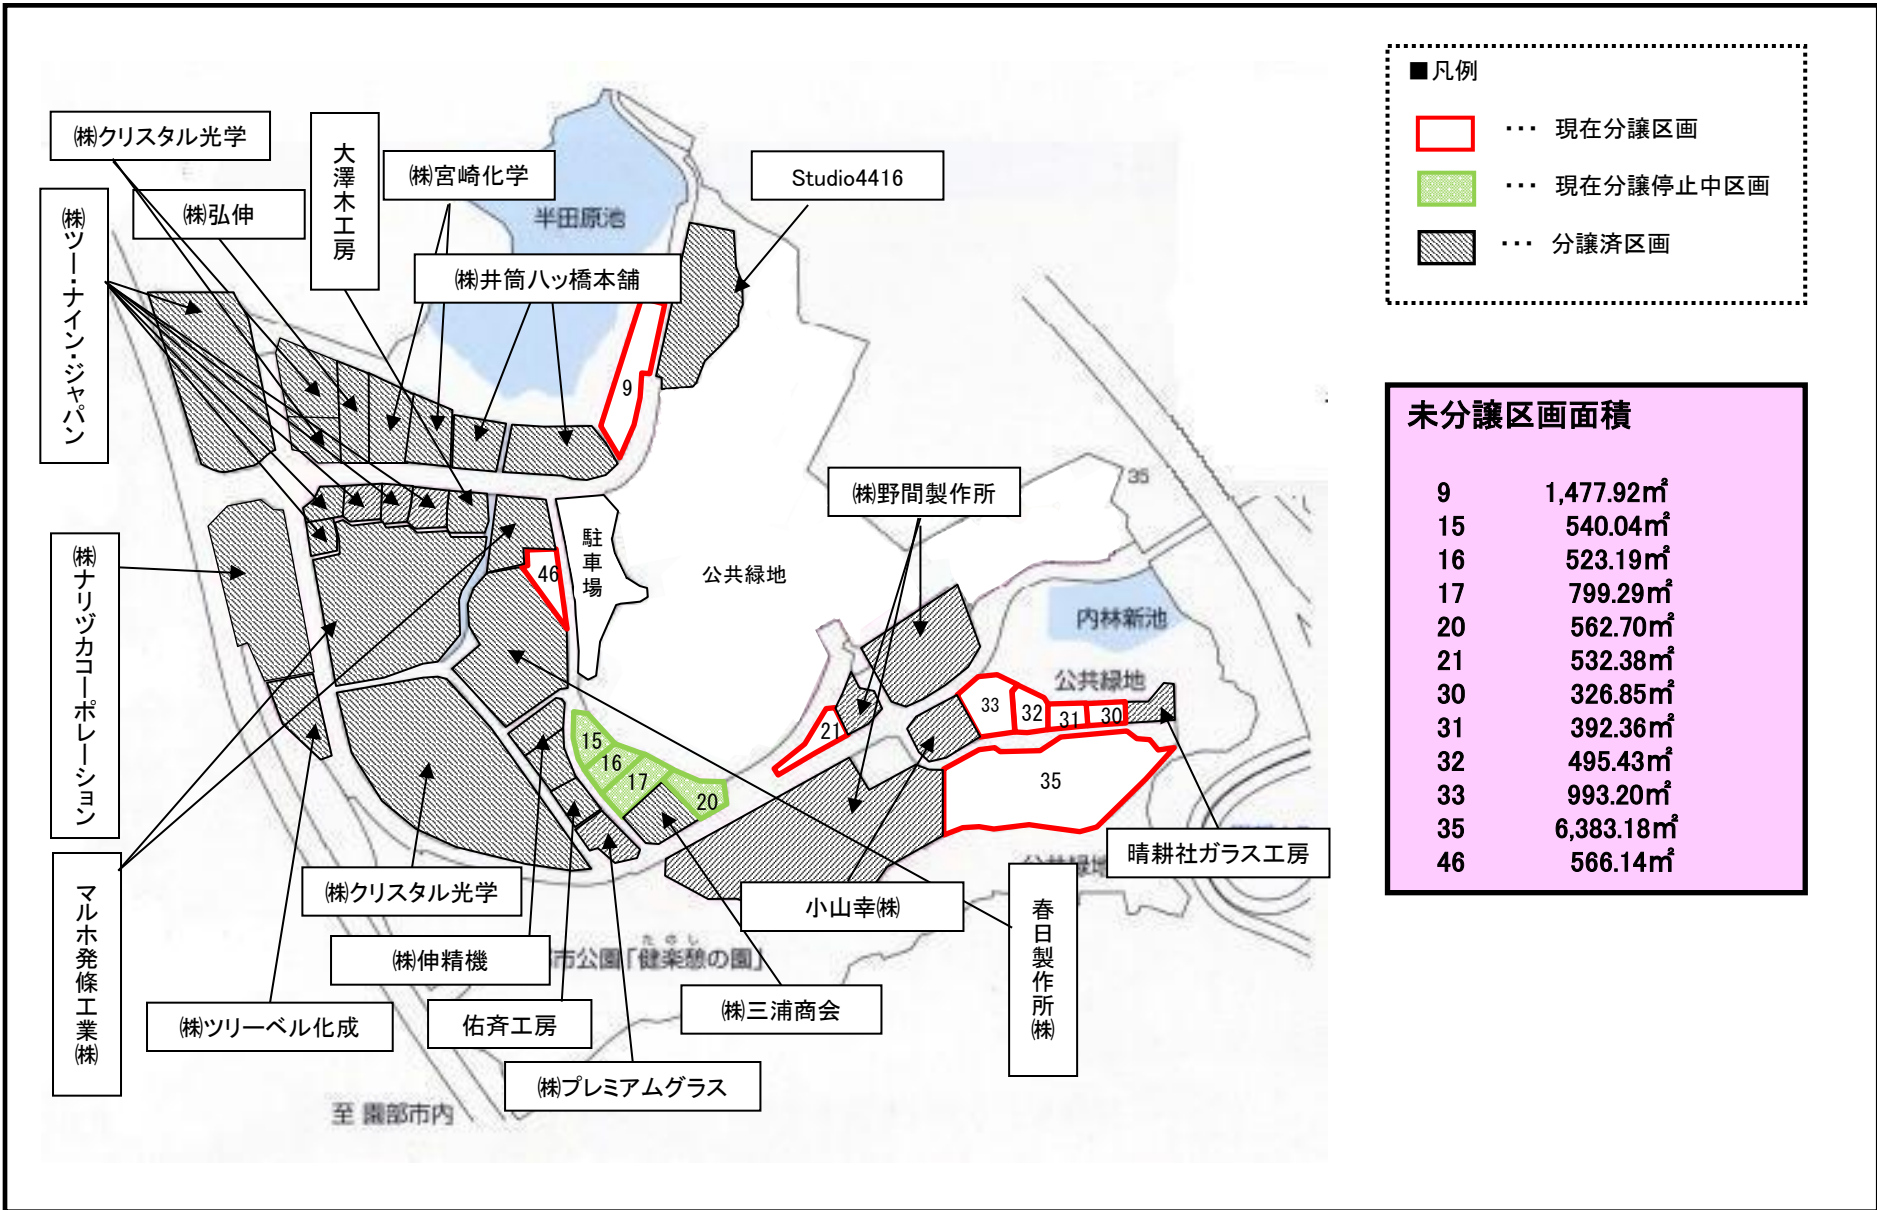 ㈱クリスタル光学
大澤木工房
㈱宮崎化学
Studio4416
㈱弘伸
㈱ツー・ナイン・ジャパン
半田原池
㈱井筒八ッ橋本舗
9
35
㈱野間製作所
駐車場
公共緑地
46
㈱ナリヅカコーポレーション
内林新池
公共緑地
33
32
31
30
21
15
16
17
20
35
晴耕社ガラス工房
公共緑地
㈱クリスタル光学
小山幸㈱
春日製作所㈱
マルホ発條工業㈱
㈱伸精機
たのし
市公園「健楽憩の園」
㈱三浦商会
㈱ツリーベル化成
佑斉工房
㈱プレミアムグラス
至 園部市内
■凡例
… 現在分譲区画
… 現在分譲停止中区画
… 分譲済区画
未分譲区画面積
9 1,477.92㎡
15 540.04㎡
16 523.19㎡
17 799.29㎡
20 562.70㎡
21 532.38㎡
30 326.85㎡
31 392.36㎡
32 495.43㎡
33 993.20㎡
35 6,383.18㎡
46 566.14㎡